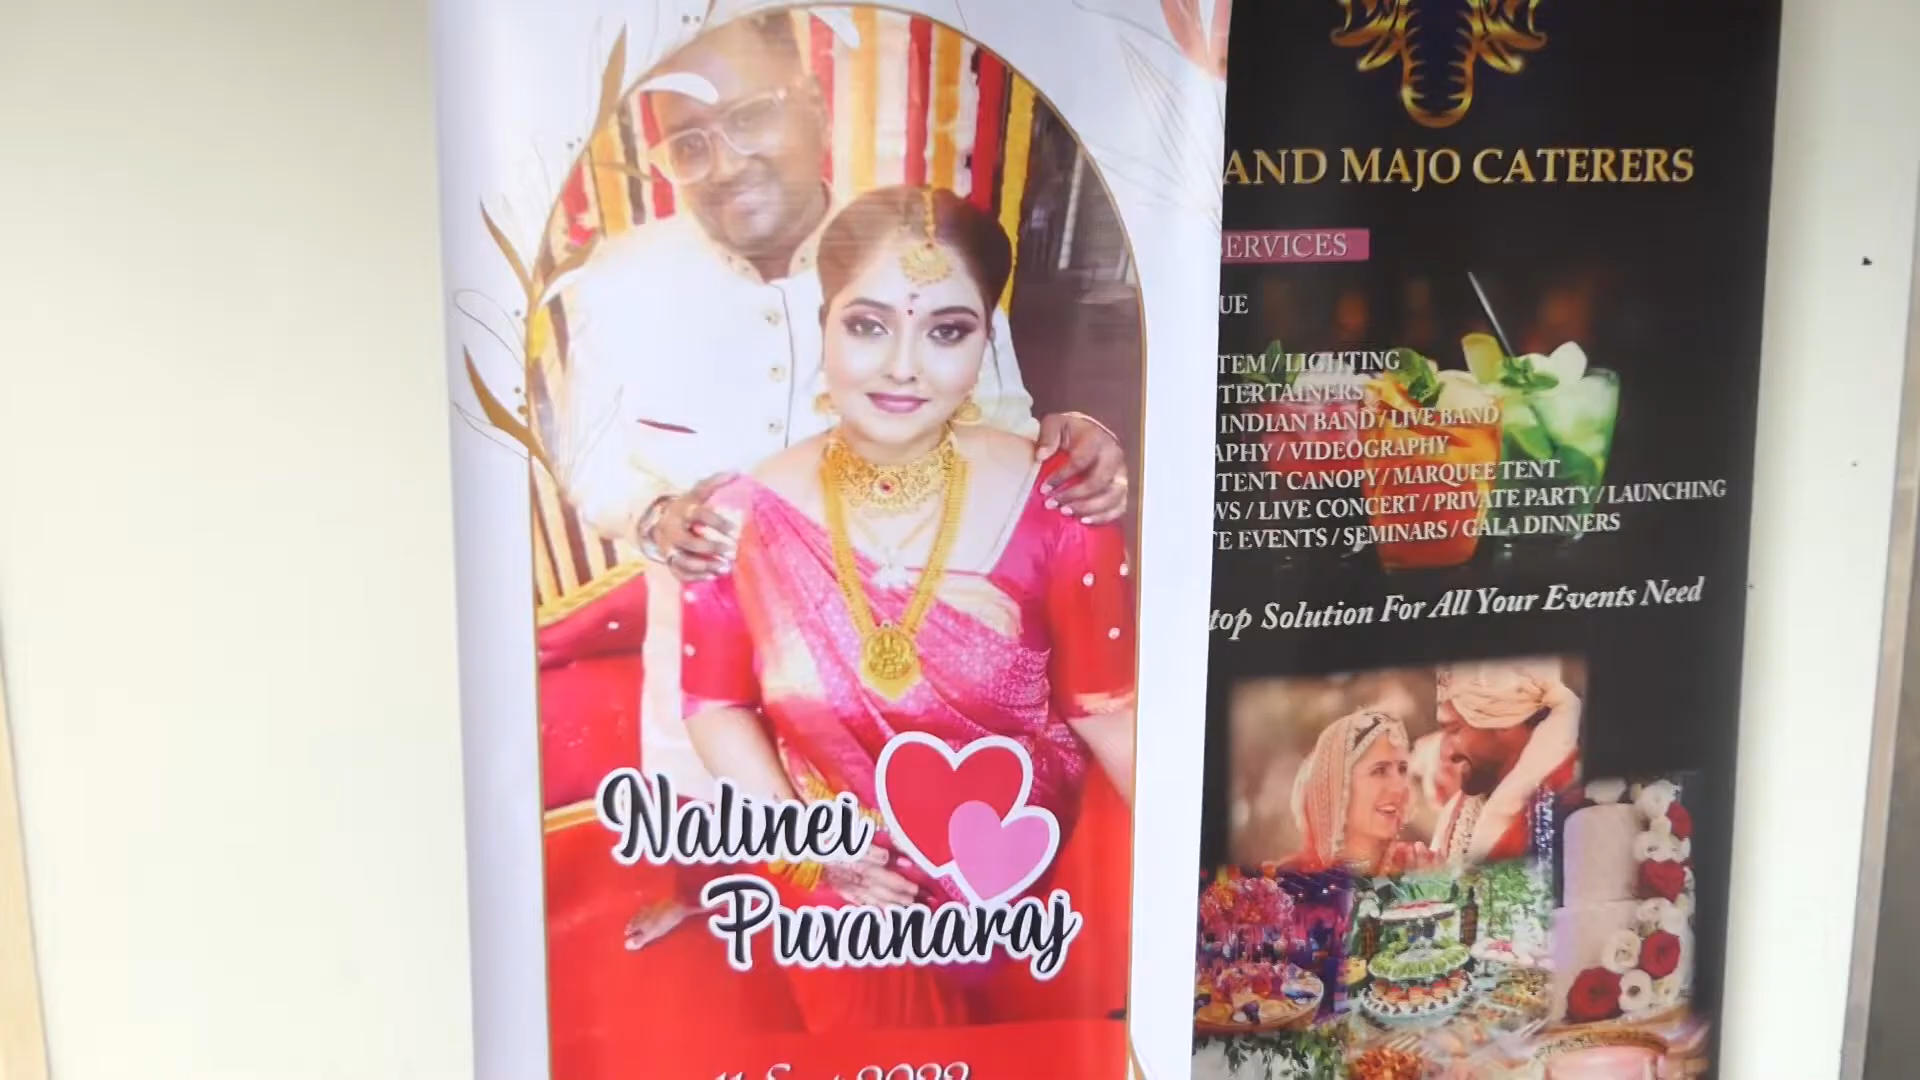 Nalinei
Puvanaraj
AND MAJO CATERERS
ERVICES
UE
TEM / LIGHTING
TERTAINERS
INDIAN BAND / LIVE BAND
APHY / VIDEOGRAPHY
TENT CANOPY / MARQUEE TENT
WS / LIVE CONCERT / PRIVATE PARTY / LAUNCHING
TE EVENTS / SEMINARS / GALA DINNERS
top Solution For All Your Events Need